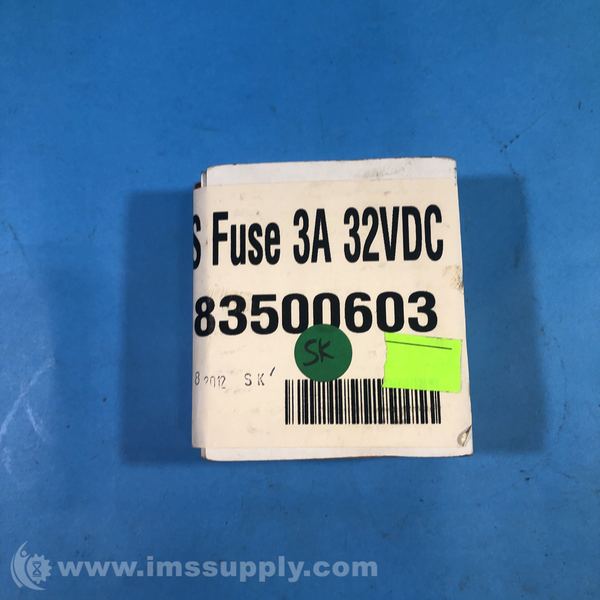 S Fuse 3A 32VDC
83500603
SK
8 2012 SK
www.imssupply.com